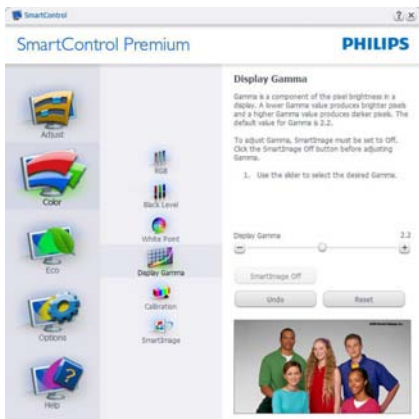 SmartControl
SmartControl Premium
PHILIPS
Adjust
Color
Eco
Options
Help
RGB
Black Level
White Point
Display Gamma
Calibration
SmartImage
Display Gamma
Gamma is a component of the pixel brightness in a
display. A lower Gamma value produces brighter pixels
and a higher Gamma value produces darker pixels. The
default value for Gamma is 2.2.
To adjust Gamma, SmartImage must be set to Off.
Click the SmartImage Off button before adjusting
Gamma.
1. Use the slider to select the desired Gamma.
Display Gamma
2.2
SmartImage Off
Undo
Reset